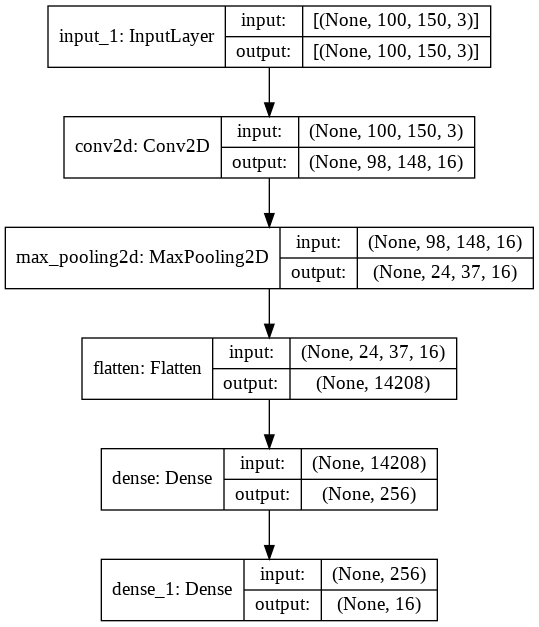 input_1: InputLayer
input:
[(None, 100, 150, 3)]
output:
[(None, 100, 150, 3)]
conv2d: Conv2D
input:
(None, 100, 150, 3)
output:
(None, 98, 148, 16)
max_pooling2d: MaxPooling2D
input:
(None, 98, 148, 16)
output:
(None, 24, 37, 16)
flatten: Flatten
input:
(None, 24, 37, 16)
output:
(None, 14208)
dense: Dense
input:
(None, 14208)
output:
(None, 256)
dense_1: Dense
input:
(None, 256)
output:
(None, 16)